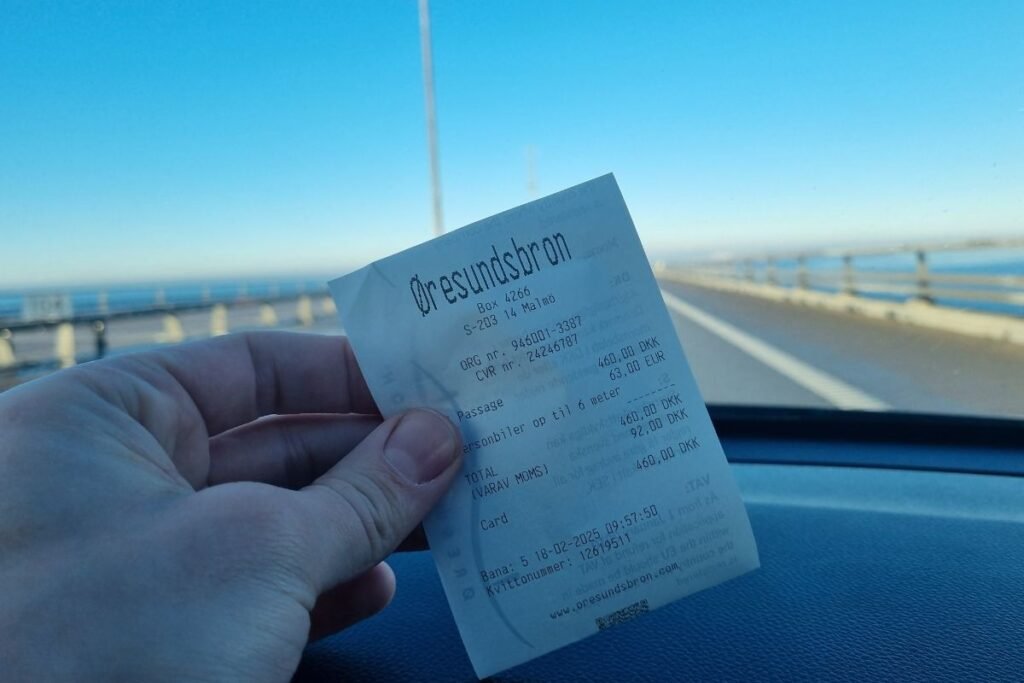 Øresundsbron
Box 4266
S-203 14 Malmö
ORG nr. 946001-3387
CVR nr. 24246787
460,00 DKK
Passage 63,00 EUR
ersonbiler op til 6 meter
--------
TOTAL 460,00 DKK
(VARAV MOMS) 92,00 DKK
Card 460,00 DKK
Bana: 5 18-02-2025 09:57:50
Kvittonummer: 12619511
www.oresundsbron.com